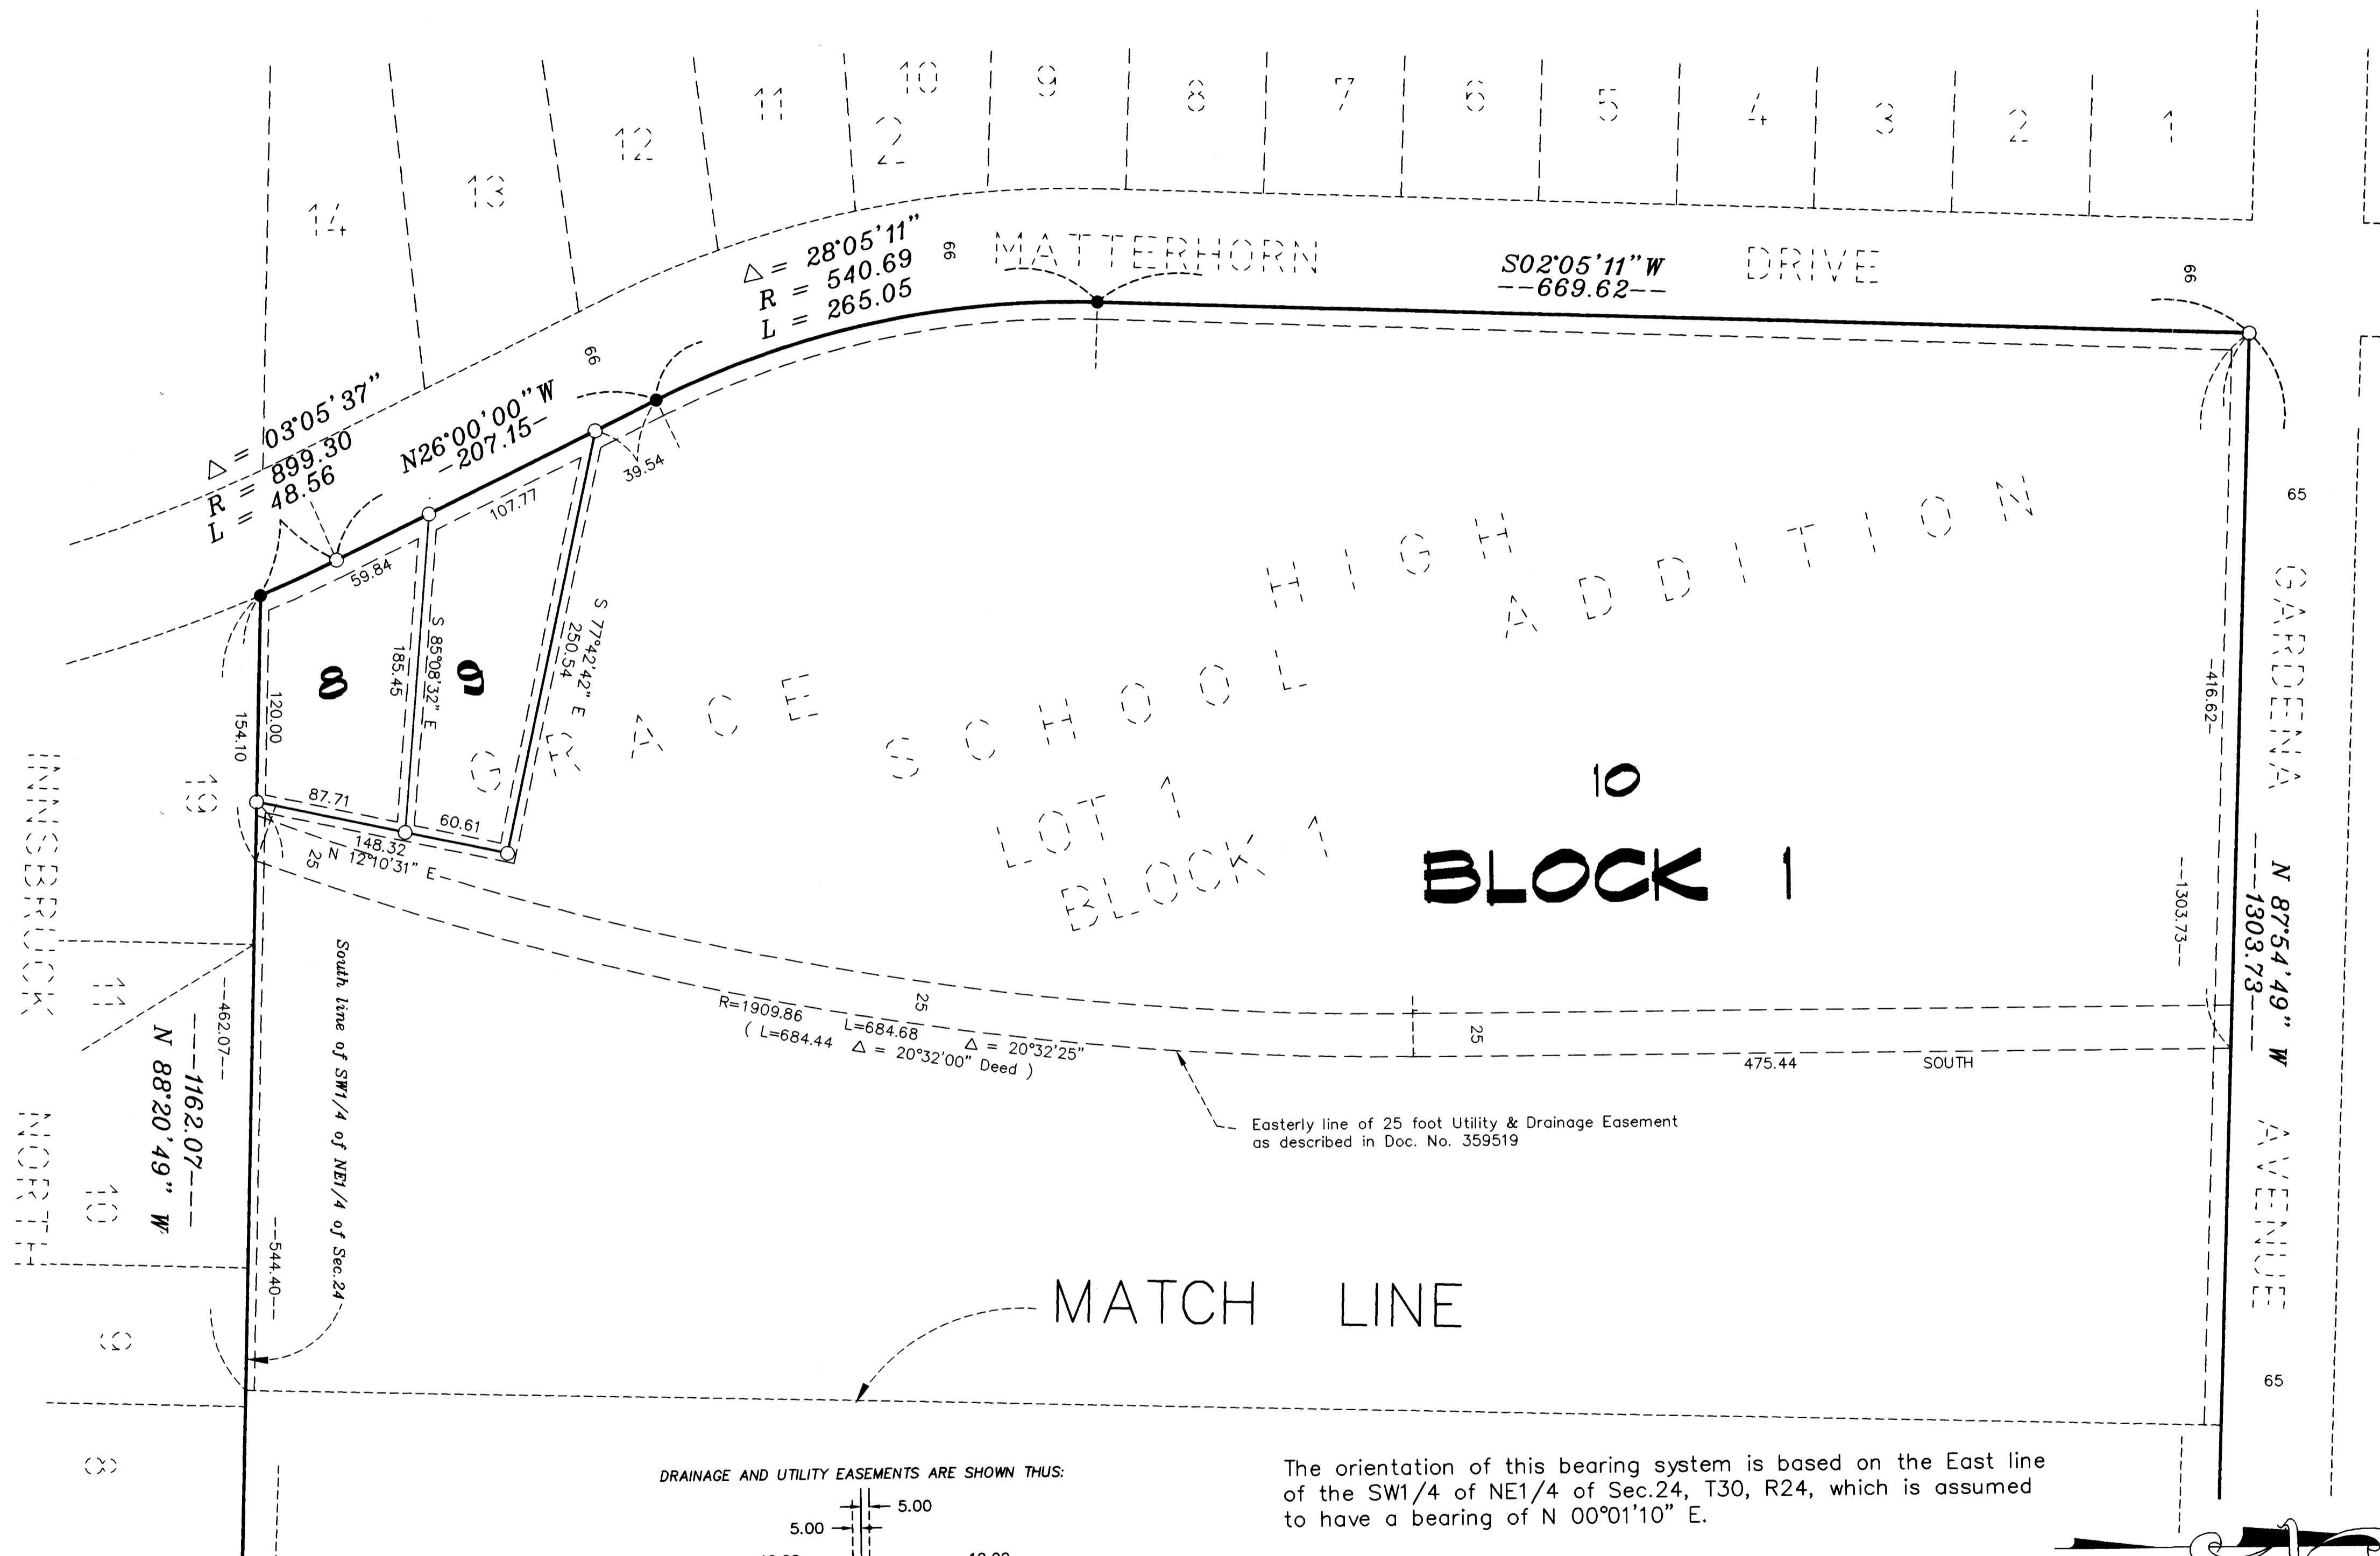 14
13
12
11
10
2
9
8
7
6
5
4
3
2
1
MATTERHORN DRIVE
66
66
66
S02°05'11"W
--669.62--
Δ = 28°05'11"
R = 540.69
L = 265.05
N26°00'00"W
-207.15-
Δ = 03°05'37"
R = 899.30
L = 48.56
39.54
107.77
59.84
S 77°42'42" E
250.54
S 85°08'32" E
185.45
8
9
120.00
154.10
87.71
60.61
148.32
N 12°10'31" E
25
GRACE HIGH
SCHOOL ADDITION
LOT 1
BLOCK 1
10
BLOCK 1
65
GARDENA AVENUE
--416.62-
--1303.73--
N 87°54'49" W
---1303.73---
65
19
INNSBRUCK NORTH
11
10
9
8
--462.07--
---1162.07---
N 88°20'49" W
--544.40--
South line of SW1/4 of NE1/4 of Sec.24
25
R=1909.86 L=684.68 Δ = 20°32'25"
( L=684.44 Δ = 20°32'00" Deed )
25
475.44 SOUTH
Easterly line of 25 foot Utility & Drainage Easement
as described in Doc. No. 359519
MATCH LINE
DRAINAGE AND UTILITY EASEMENTS ARE SHOWN THUS:
5.00
5.00
The orientation of this bearing system is based on the East line
of the SW1/4 of NE1/4 of Sec.24, T30, R24, which is assumed
to have a bearing of N 00°01'10" E.